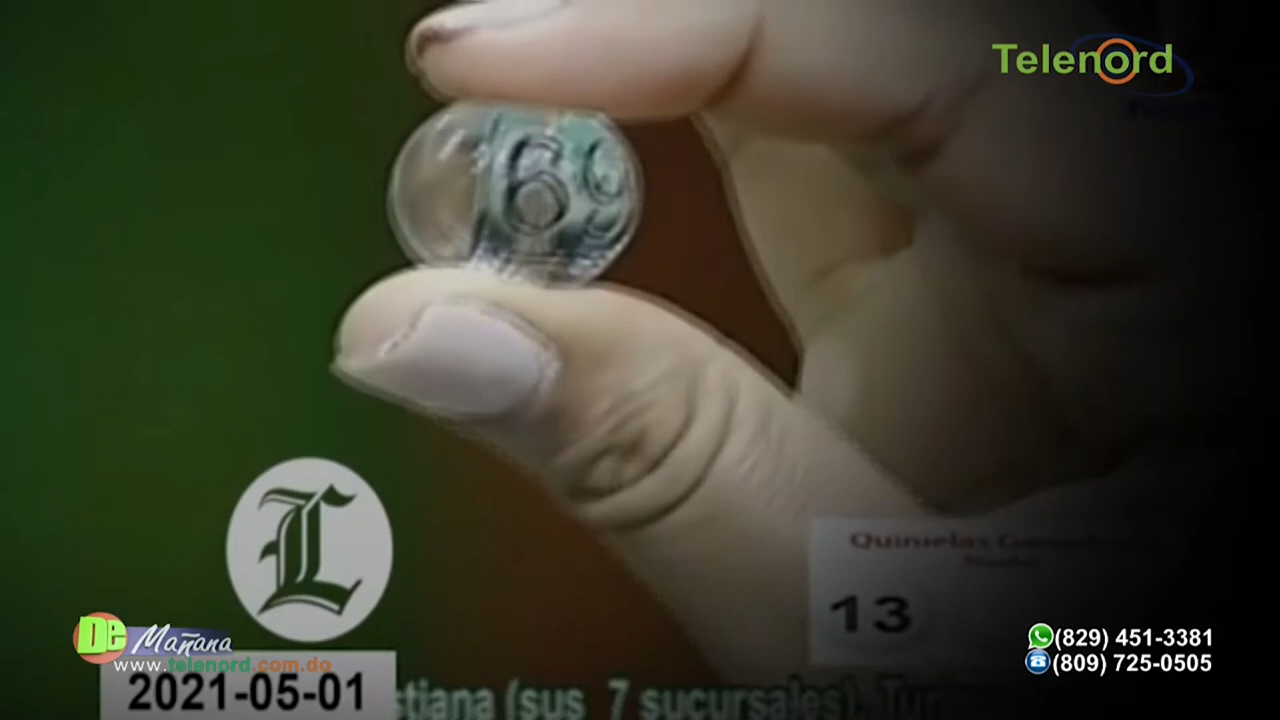 Telenord
6
L
Quinielas
13
De Mañana
www.telenord.com.do
(829) 451-3381
(809) 725-0505
2021-05-01
stiana (sus 7 sucursales). Tur